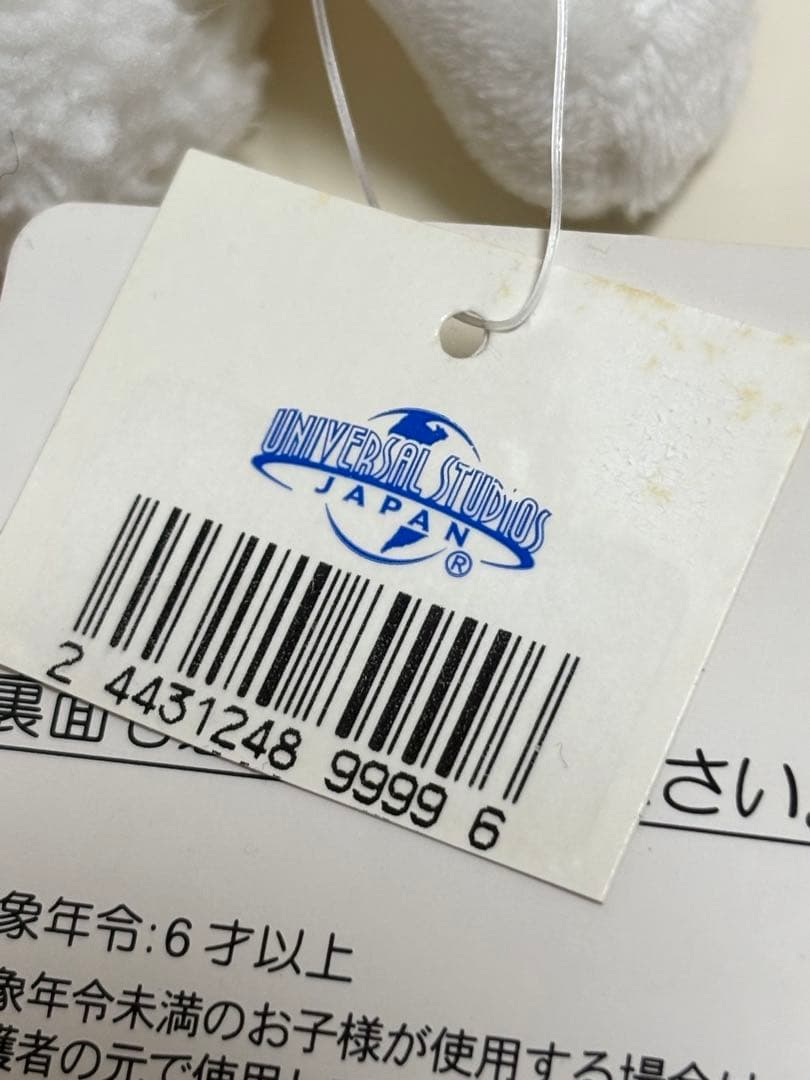 UNIVERSAL STUDIOS
JAPAN
®
2 4431248 9999 6
裏面
さい。
象年令:6才以上
象年令未満のお子様が使用する場合は
護者の元で使用し